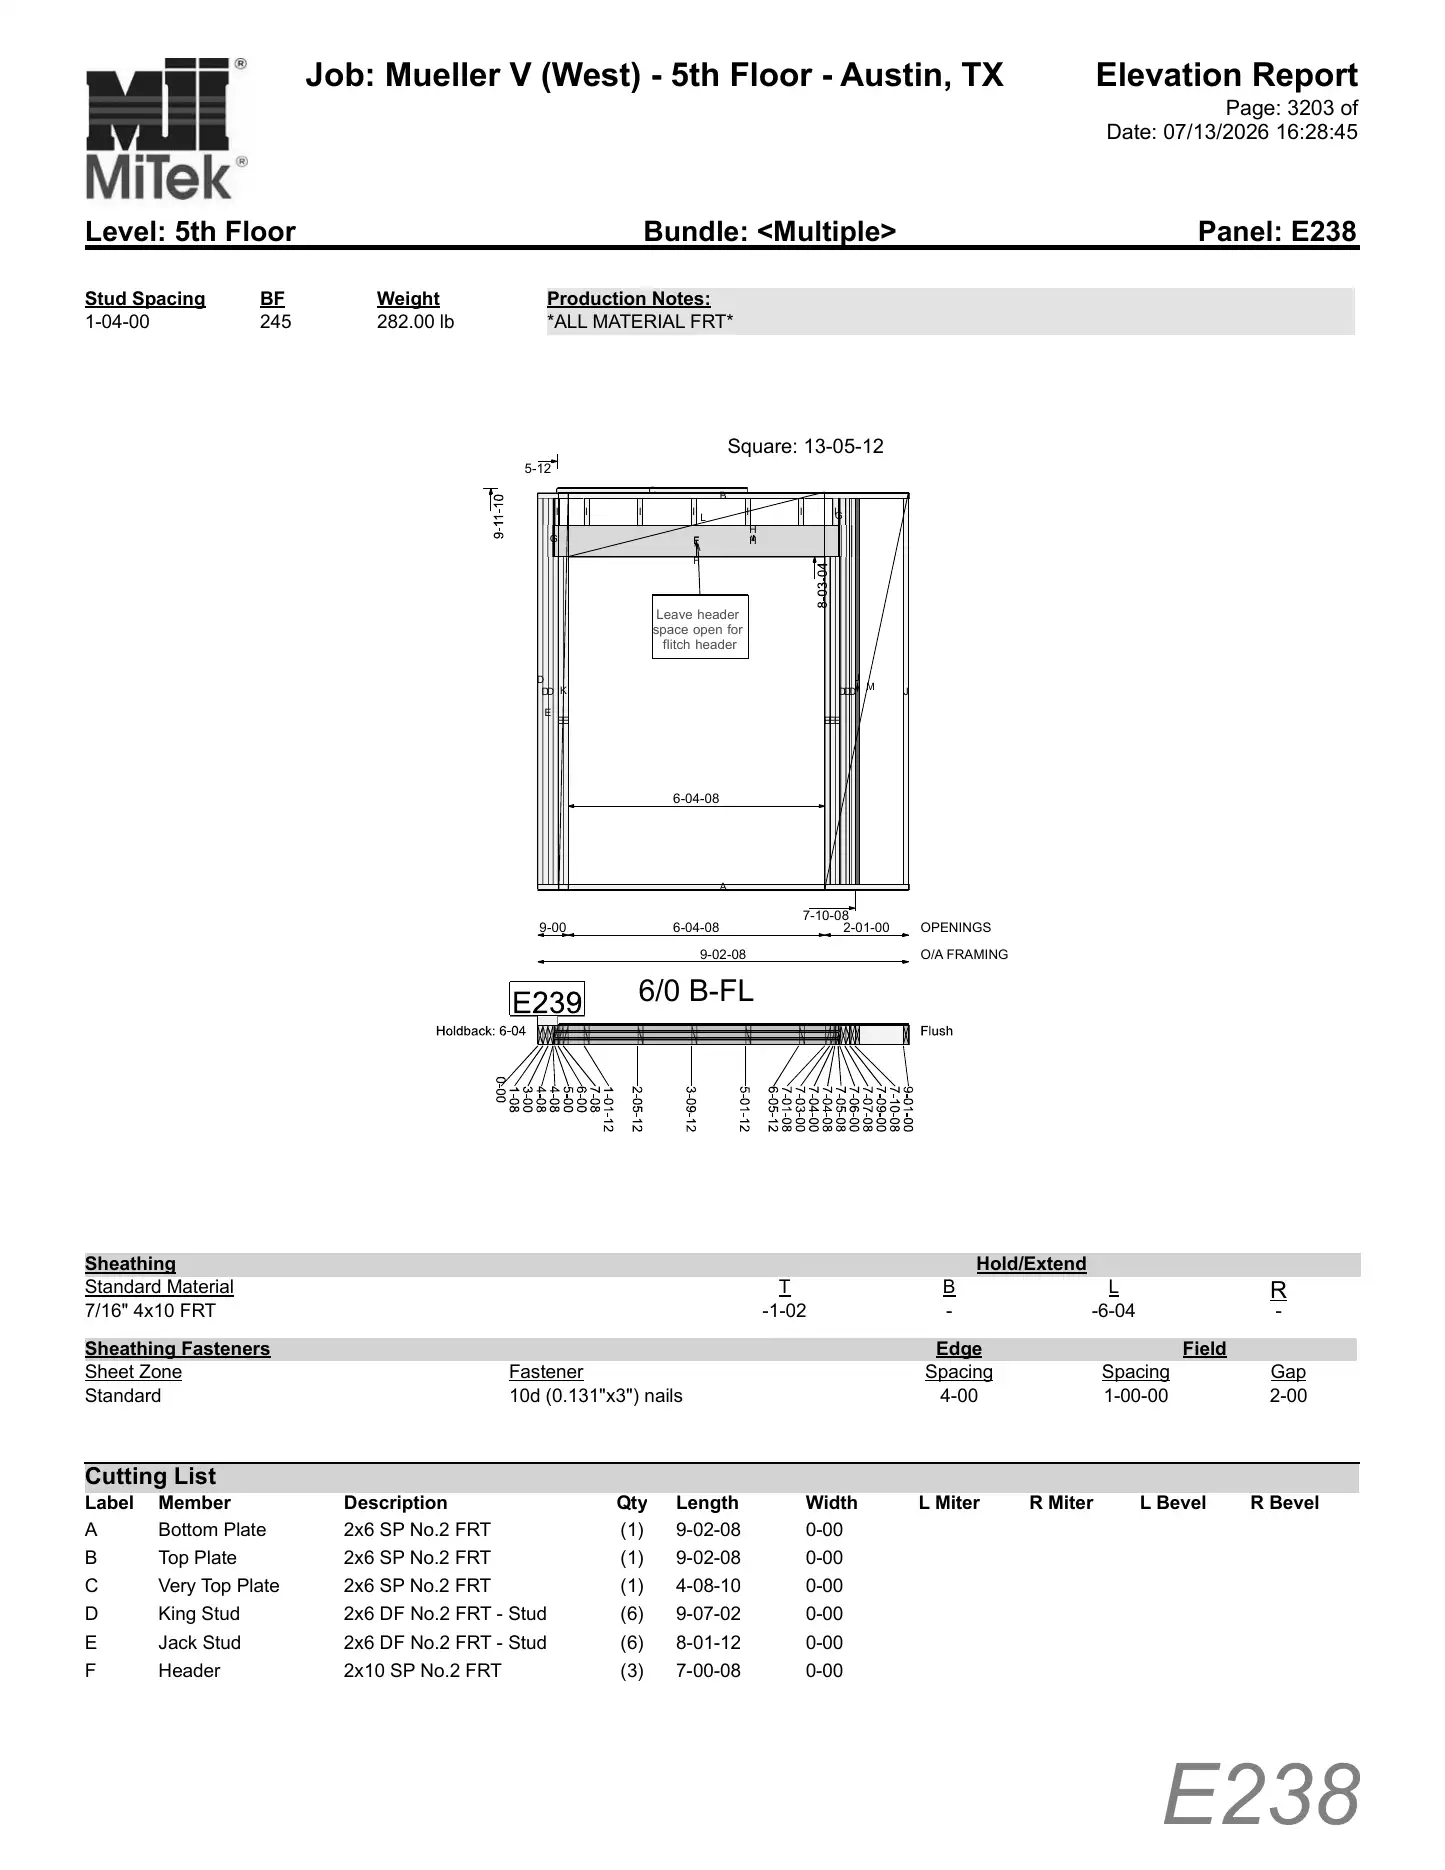 MiTek®
Job: Mueller V (West) - 5th Floor - Austin, TX
Elevation Report
Page: 3203 of
Date: 07/13/2026 16:28:45
Level: 5th Floor Bundle: <Multiple> Panel: E238
Stud Spacing BF Weight Production Notes:
1-04-00 245 282.00 lb *ALL MATERIAL FRT*
Square: 13-05-12
5-12
9-11-10
B
L
G
G
H
F
H
F
8-03-04
Leave header
space open for
flitch header
D
DD K
DDD
M
J
E
6-04-08
A
7-10-08
9-00 6-04-08 2-01-00 OPENINGS
9-02-08 O/A FRAMING
E239 6/0 B-FL
Holdback: 6-04 Flush
0-00
1-08
3-00
4-08
4-08
5-00
6-00
7-08
1-01-12
2-05-12
3-09-12
5-01-12
6-05-12
7-01-08
7-03-00
7-04-00
7-04-08
7-05-08
7-06-00
7-07-08
7-09-00
7-10-08
9-01-00
Sheathing Hold/Extend
Standard Material T B L R
7/16" 4x10 FRT -1-02 - -6-04 -
Sheathing Fasteners Edge Field
Sheet Zone Fastener Spacing Spacing Gap
Standard 10d (0.131"x3") nails 4-00 1-00-00 2-00
Cutting List
Label Member Description Qty Length Width L Miter R Miter L Bevel R Bevel
A Bottom Plate 2x6 SP No.2 FRT (1) 9-02-08 0-00
B Top Plate 2x6 SP No.2 FRT (1) 9-02-08 0-00
C Very Top Plate 2x6 SP No.2 FRT (1) 4-08-10 0-00
D King Stud 2x6 DF No.2 FRT - Stud (6) 9-07-02 0-00
E Jack Stud 2x6 DF No.2 FRT - Stud (6) 8-01-12 0-00
F Header 2x10 SP No.2 FRT (3) 7-00-08 0-00
E238